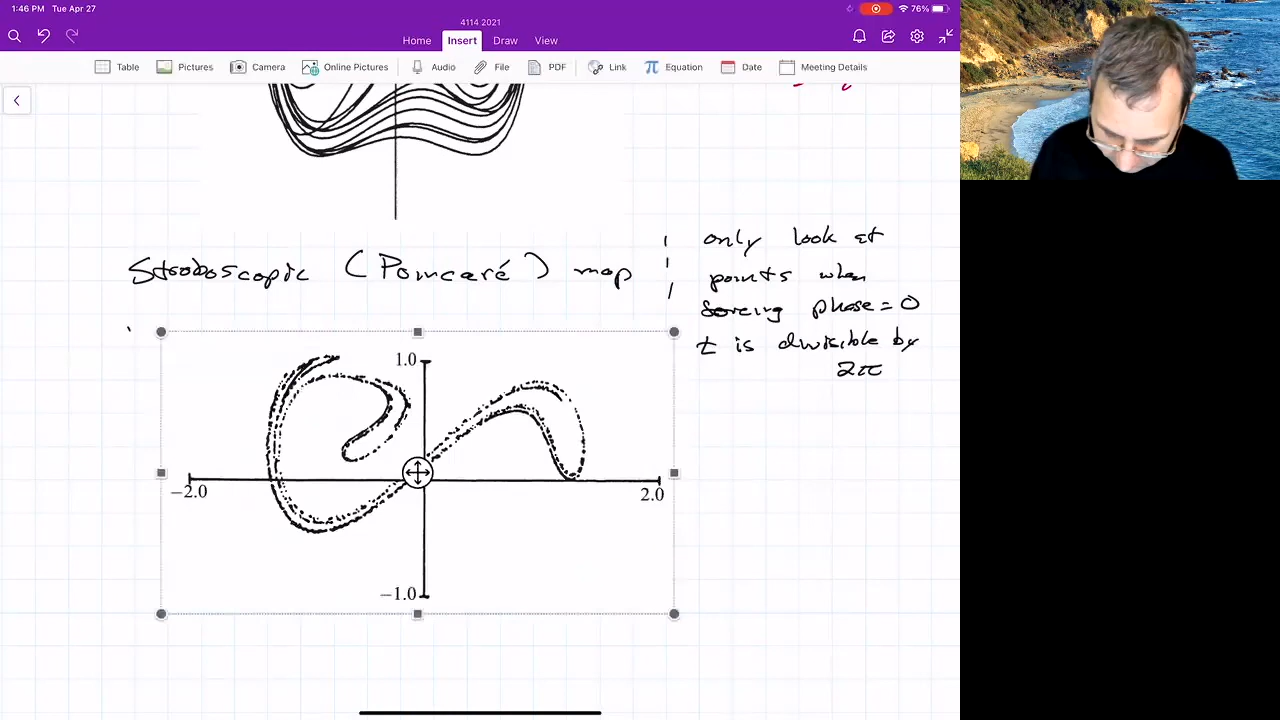 1:46 PM Tue Apr 27
76%
4114 2021
Home Insert Draw View
Table Pictures Camera Online Pictures Audio File PDF Link Equation Date Meeting Details
Stroboscopic (Poincaré) map
only look at
points when
forcing phase = 0
t is divisible by
2π
1.0
-2.0
2.0
-1.0